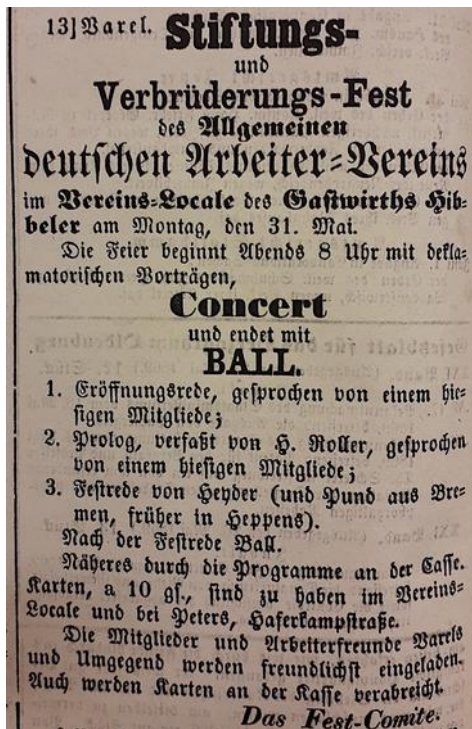 13] Varel. Stiftungs-
und
Verbrüderungs-Fest
des Allgemeinen
deutschen Arbeiter-Vereins
im Vereins-Locale des Gastwirths Hib-
beler am Montag, den 31. Mai.
Die Feier beginnt Abends 8 Uhr mit dekla-
matorischen Vorträgen,
Concert
und endet mit
BALL.
1. Eröffnungsrede, gesprochen von einem hie-
sigen Mitgliede;
2. Prolog, verfaßt von H. Roller, gesprochen
von einem hiesigen Mitgliede;
3. Festrede von Heyder (und Pund aus Bre-
men, früher in Heppens).
Nach der Festrede Ball.
Näheres durch die Programme an der Casse.
Karten, a 10 gs., sind zu haben im Vereins-
Locale und bei Peters, Haferkampstraße.
Die Mitglieder und Arbeiterfreunde Varels
und Umgegend werden freundlichst eingeladen.
Auch werden Karten an der Kasse verabreicht.
Das Fest-Comite.